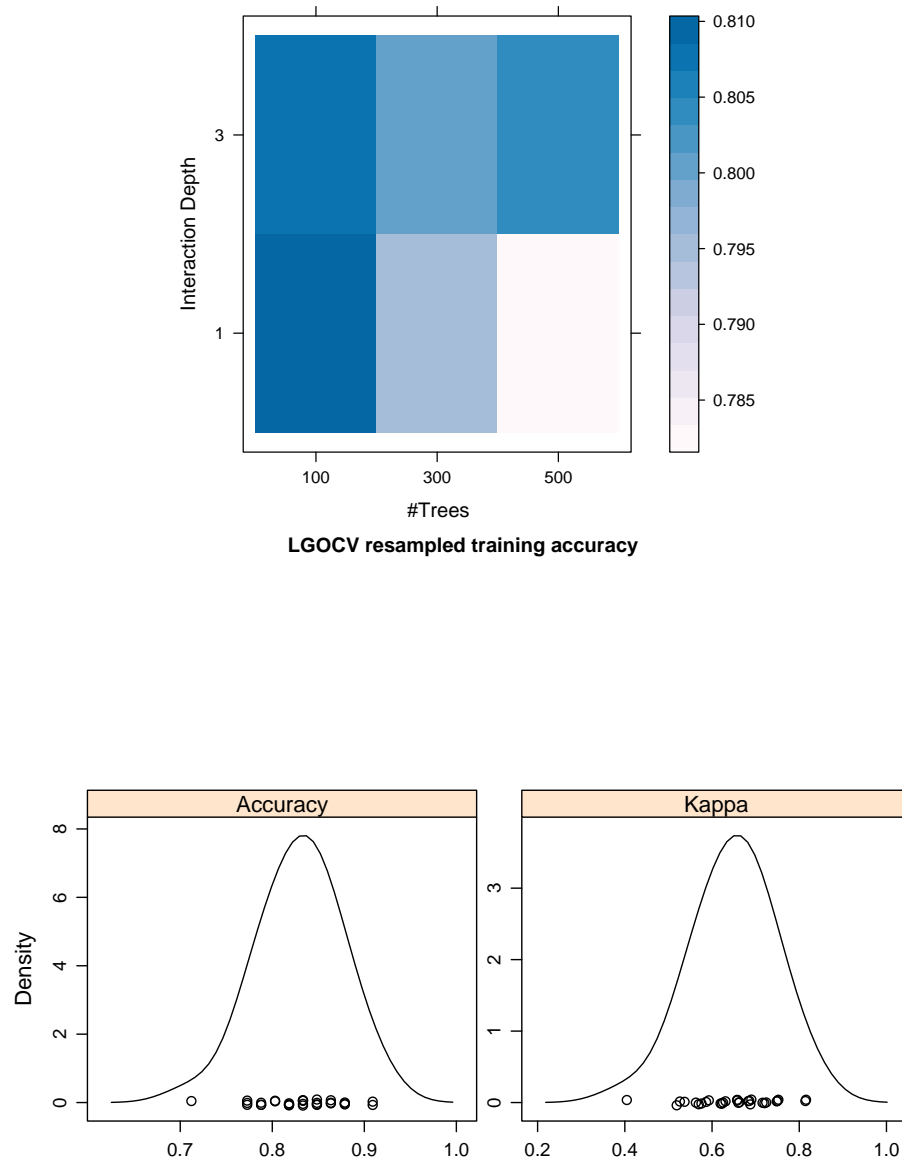 0.810
0.805
3
0.800
Interaction Depth
0.795
1
0.790
0.785
100 300 500
#Trees
LGOCV resampled training accuracy
Accuracy
Kappa
Density
8
6
4
2
0
0.7 0.8 0.9 1.0
3
2
1
0
0.2 0.4 0.6 0.8 1.0